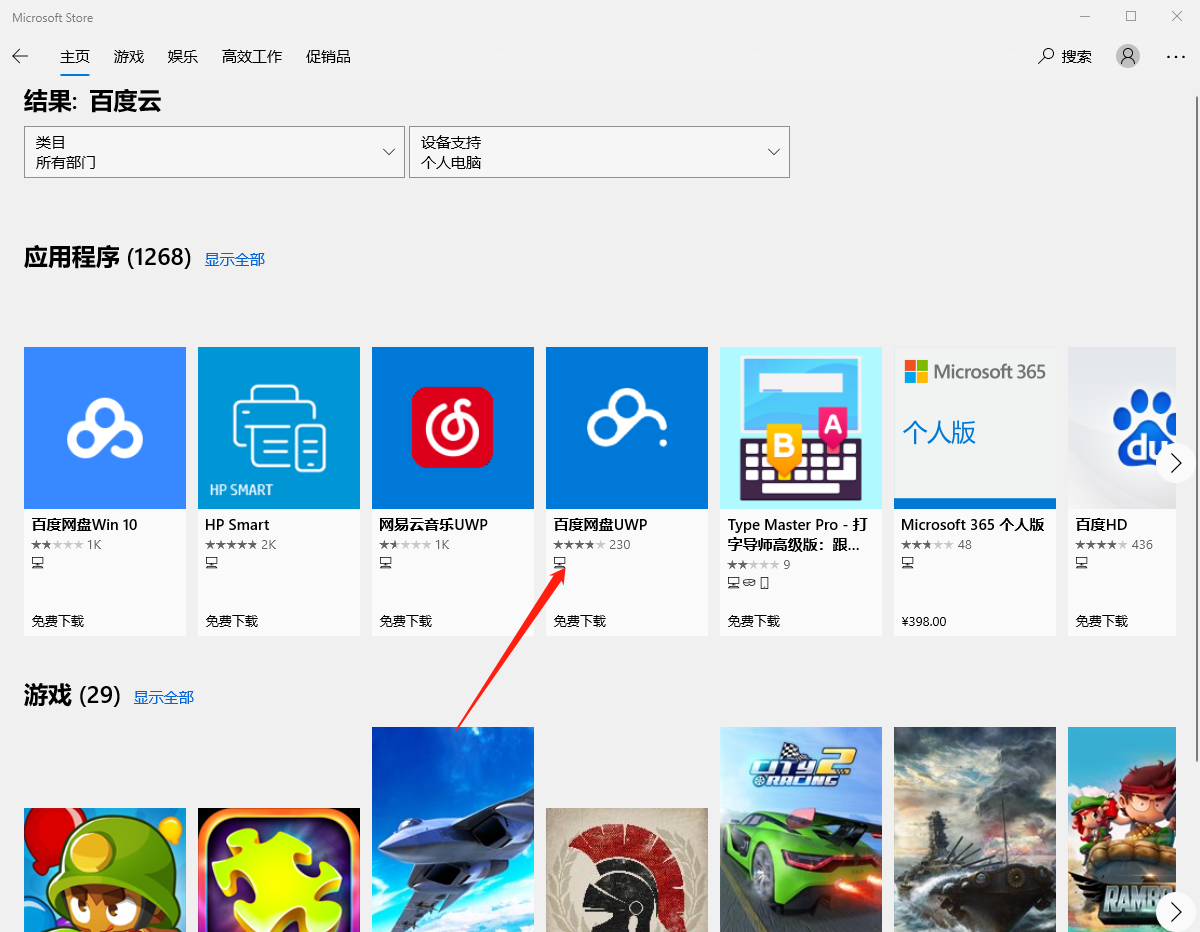 Microsoft Store
主页 游戏 娱乐 高效工作 促销品 搜索
结果: 百度云
类目
所有部门
设备支持
个人电脑
应用程序 (1268) 显示全部
HP SMART
百度网盘Win 10
1K
免费下载
HP Smart
2K
免费下载
网易云音乐UWP
1K
免费下载
百度网盘UWP
230
免费下载
B
A
Type Master Pro - 打
字导师高级版：跟...
9
免费下载
Microsoft 365
个人版
Microsoft 365 个人版
48
¥398.00
du
百度HD
436
免费下载
游戏 (29) 显示全部
CITY 2
RACING
RAMB